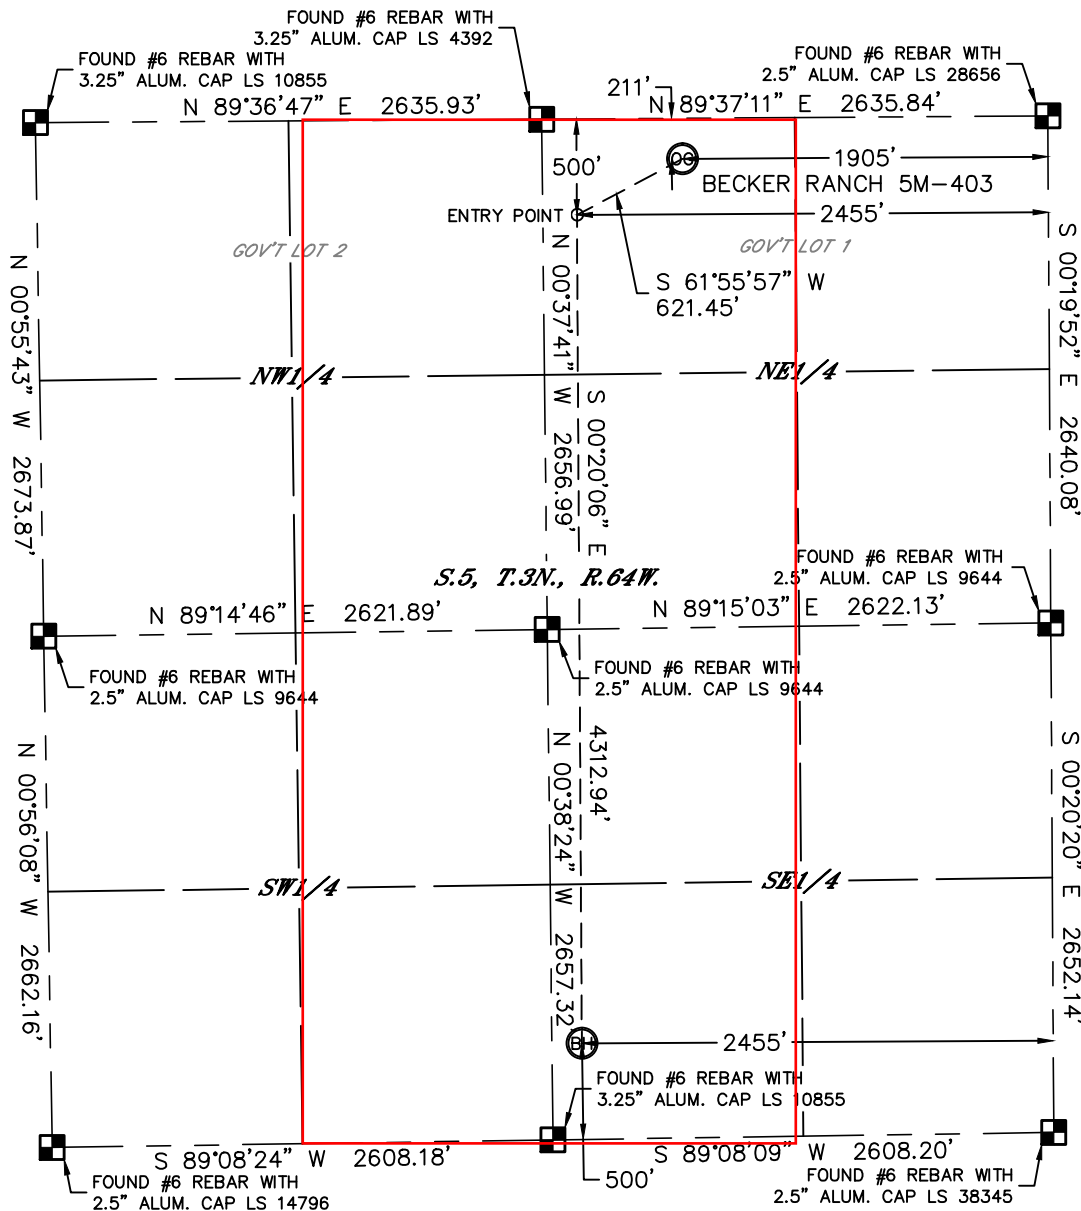 FOUND #6 REBAR WITH
3.25" ALUM. CAP LS 4392
FOUND #6 REBAR WITH
3.25" ALUM. CAP LS 10855
FOUND #6 REBAR WITH
2.5" ALUM. CAP LS 28656
N 89°36'47" E 2635.93'
211'
N 89°37'11" E 2635.84'
500'
OG
1905'
BECKER RANCH 5M-403
ENTRY POINT
2455'
GOV'T LOT 2
GOV'T LOT 1
S 61°55'57" W
621.45'
N 00°55'43" W 2673.87'
N 00°37'41" W 2656.99'
S 00°20'06" E
4312.94'
S 00°19'52" E 2640.08'
NW1/4
NE1/4
S.5, T.3N., R.64W.
FOUND #6 REBAR WITH
2.5" ALUM. CAP LS 9644
N 89°14'46" E 2621.89'
N 89°15'03" E 2622.13'
FOUND #6 REBAR WITH
2.5" ALUM. CAP LS 9644
FOUND #6 REBAR WITH
2.5" ALUM. CAP LS 9644
N 00°56'08" W 2662.16'
N 00°38'24" W 2657.32'
S 00°20'20" E 2652.14'
SW1/4
SE1/4
BH
2455'
FOUND #6 REBAR WITH
3.25" ALUM. CAP LS 10855
S 89°08'24" W 2608.18'
S 89°08'09" W 2608.20'
500'
FOUND #6 REBAR WITH
2.5" ALUM. CAP LS 14796
FOUND #6 REBAR WITH
2.5" ALUM. CAP LS 38345